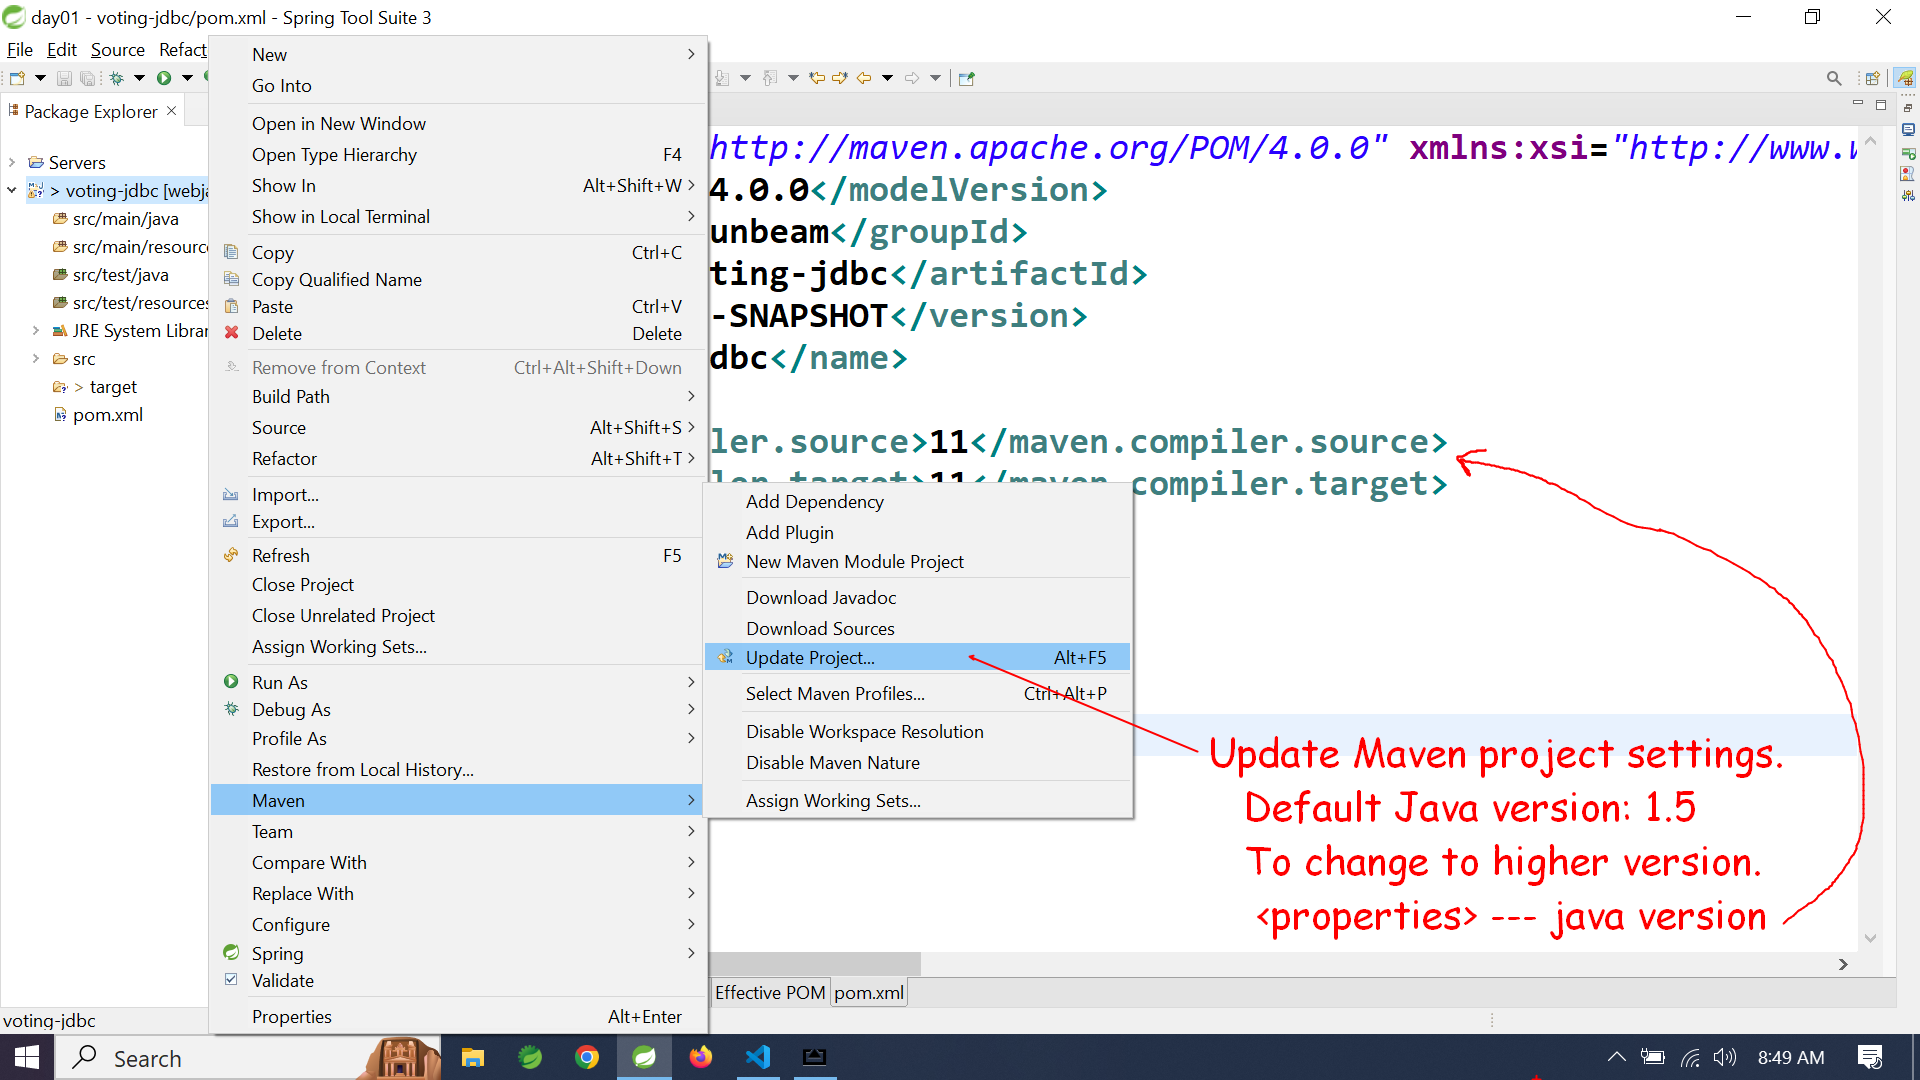 day01 - voting-jdbc/pom.xml - Spring Tool Suite 3
File Edit Source Refact
Package Explorer
> Servers
> voting-jdbc [webja
src/main/java
src/main/resourc
src/test/java
src/test/resources
JRE System Librar
src
> target
pom.xml
New
Go Into
Open in New Window
Open Type Hierarchy F4
Show In Alt+Shift+W >
Show in Local Terminal >
Copy Ctrl+C
Copy Qualified Name
Paste Ctrl+V
Delete Delete
Remove from Context Ctrl+Alt+Shift+Down
Build Path >
Source Alt+Shift+S >
Refactor Alt+Shift+T >
Import...
Export...
Refresh F5
Close Project
Close Unrelated Project
Assign Working Sets...
Run As >
Debug As >
Profile As >
Restore from Local History...
Maven >
Team >
Compare With >
Replace With >
Configure >
Spring >
Validate
Properties Alt+Enter
http://maven.apache.org/POM/4.0.0" xmlns:xsi="http://www.w
4.0.0</modelVersion>
unbeam</groupId>
ting-jdbc</artifactId>
-SNAPSHOT</version>
dbc</name>
ler.source>11</maven.compiler.source>
ler.target>11</maven.compiler.target>
Add Dependency
Add Plugin
New Maven Module Project
Download Javadoc
Download Sources
Update Project... Alt+F5
Select Maven Profiles... Ctrl+Alt+P
Disable Workspace Resolution
Disable Maven Nature
Assign Working Sets...
Update Maven project settings.
Default Java version: 1.5
To change to higher version.
<properties> --- java version
Effective POM pom.xml
voting-jdbc
Search
8:49 AM